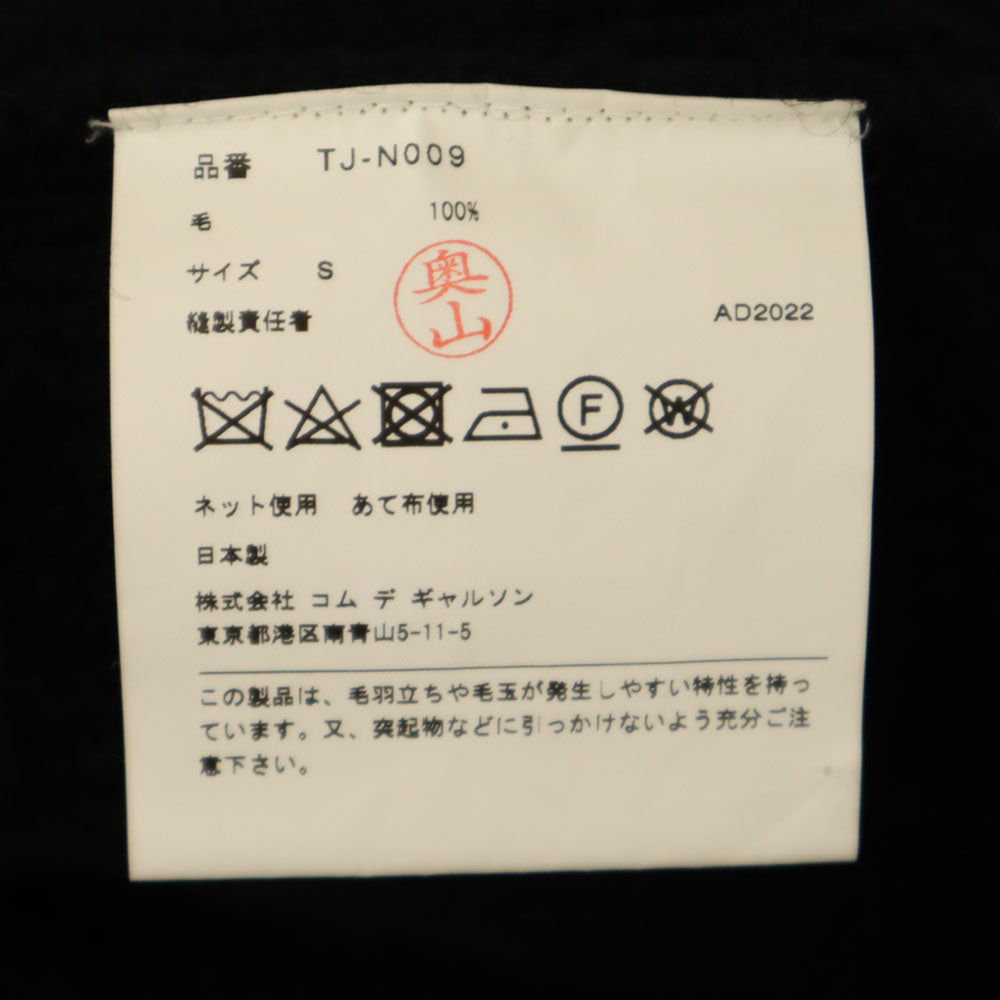 品番 TJ-N009
毛 100%
サイズ S
奥山
縫製責任者
AD2022
F
W
ネット使用 あて布使用
日本製
株式会社 コム デ ギャルソン
東京都港区南青山5-11-5
この製品は、毛羽立ちや毛玉が発生しやすい特性を持っ
ています。又、突起物などに引っかけないよう充分ご注
意下さい。